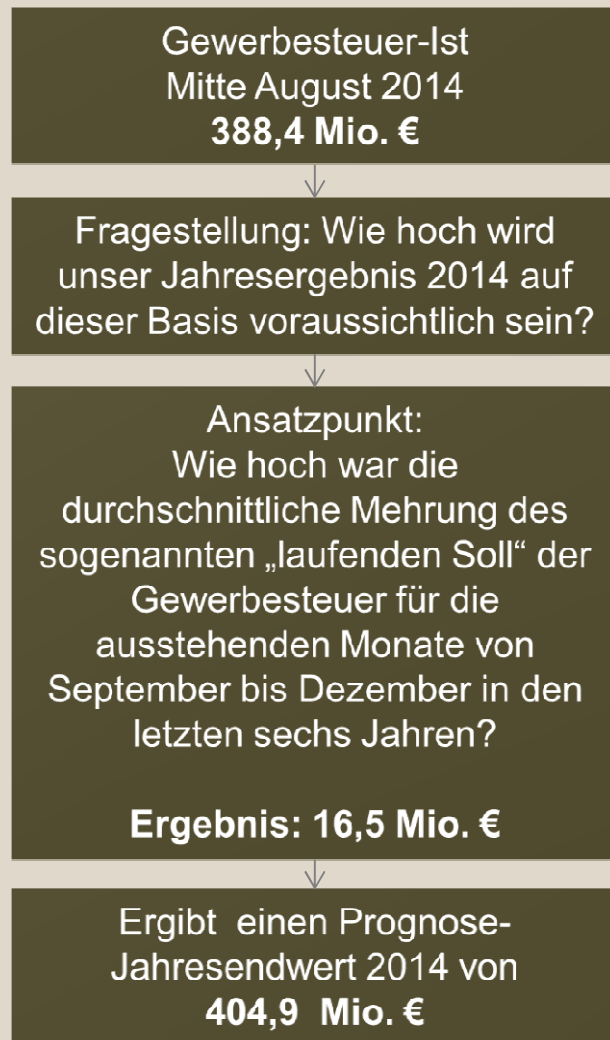 Gewerbesteuer-Ist
Mitte August 2014
388,4 Mio. €
Fragestellung: Wie hoch wird
unser Jahresergebnis 2014 auf
dieser Basis voraussichtlich sein?
Ansatzpunkt:
Wie hoch war die
durchschnittliche Mehrung des
sogenannten „laufenden Soll“ der
Gewerbesteuer für die
ausstehenden Monate von
September bis Dezember in den
letzten sechs Jahren?
Ergebnis: 16,5 Mio. €
Ergibt einen Prognose-
Jahresendwert 2014 von
404,9 Mio. €